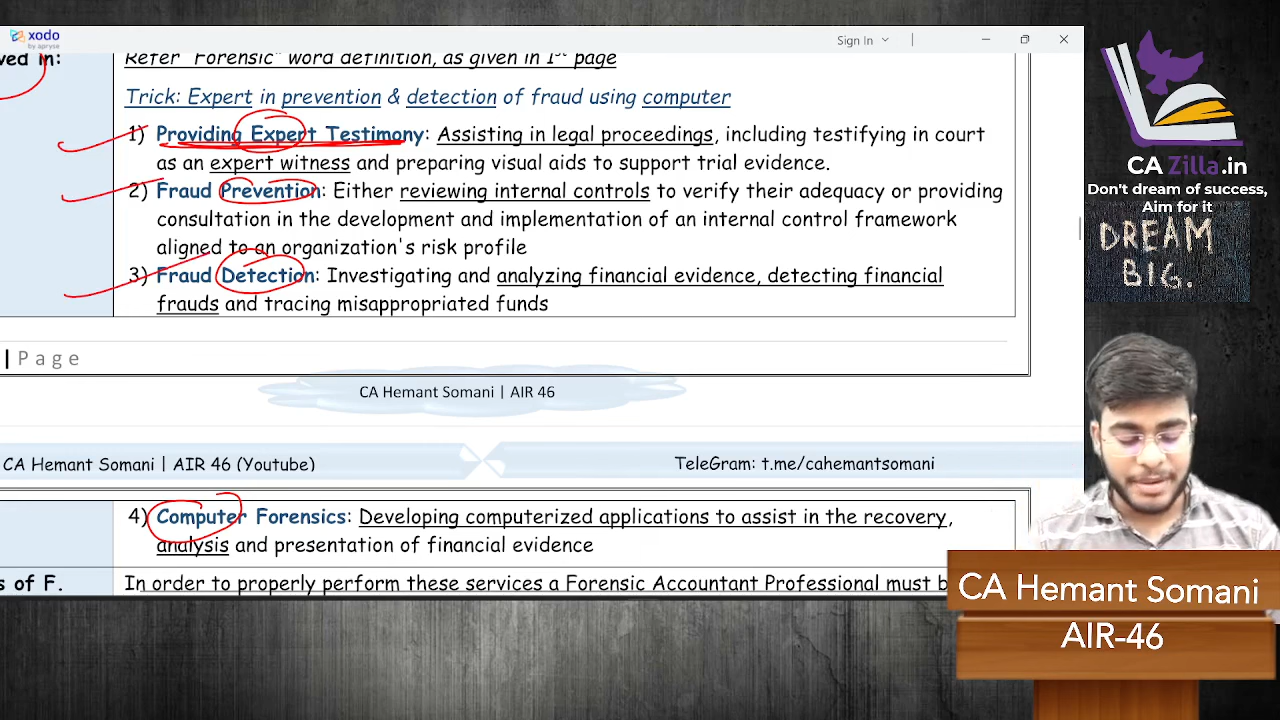 xodo
by apryse
Sign In
ved in:
Refer "Forensic" word definition, as given in 1st page
Trick: Expert in prevention & detection of fraud using computer
1) Providing Expert Testimony: Assisting in legal proceedings, including testifying in court
as an expert witness and preparing visual aids to support trial evidence.
2) Fraud Prevention: Either reviewing internal controls to verify their adequacy or providing
consultation in the development and implementation of an internal control framework
aligned to an organization's risk profile
3) Fraud Detection: Investigating and analyzing financial evidence, detecting financial
frauds and tracing misappropriated funds
| P a g e
CA Hemant Somani | AIR 46
CA Hemant Somani | AIR 46 (Youtube)
TeleGram: t.me/cahemantsomani
4) Computer Forensics: Developing computerized applications to assist in the recovery,
analysis and presentation of financial evidence
s of F.
In order to properly perform these services a Forensic Accountant Professional must b
CA Zilla.in
Don't dream of success,
Aim for it
DREAM
BIG.
CA Hemant Somani
AIR-46